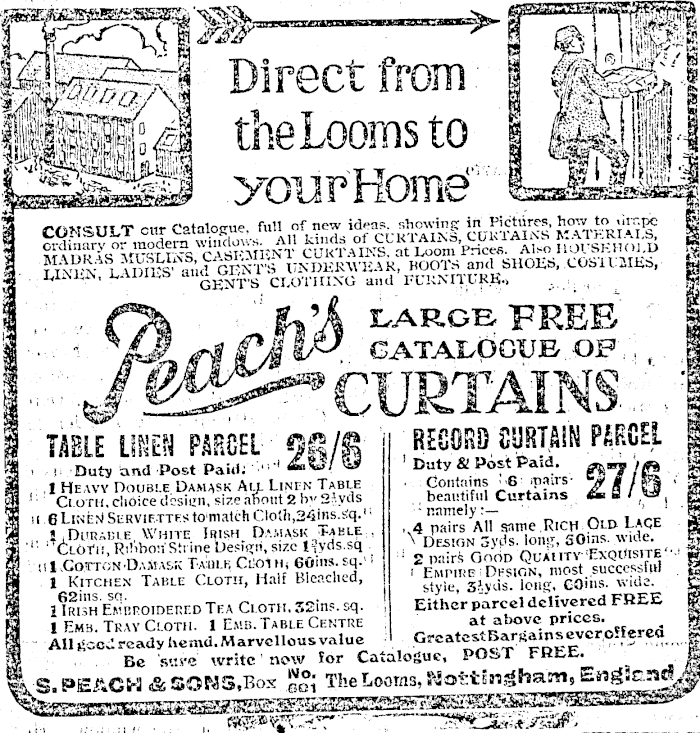 Direct from
the Looms to
your Home
CONSULT our Catalogue, full of new ideas, showing in Pictures, how to drape
ordinary or modern windows. All kinds of CURTAINS, CURTAINS MATERIALS,
MADRAS MUSLINS, CASEMENT CURTAINS, at Loom Prices. Also HOUSEHOLD
LINEN, LADIES' and GENT'S UNDERWEAR, BOOTS and SHOES, COSTUMES,
GENT'S CLOTHING and FURNITURE.
Peach's LARGE FREE
CATALOGUE OF
CURTAINS
TABLE LINEN PARCEL 26/6
Duty and Post Paid.
1 HEAVY DOUBLE DAMASK ALL LINEN TABLE
CLOTH, choice design, size about 2 by 2½yds
6 LINEN SERVIETTES to match Cloth, 24ins. sq.
1 DURABLE WHITE IRISH DAMASK TABLE
CLOTH, Ribbon Stripe Design, size 1¾yds. sq
1 COTTON DAMASK TABLE CLOTH, 60ins. sq.
1 KITCHEN TABLE CLOTH, Half Bleached,
62ins. sq.
1 IRISH EMBROIDERED TEA CLOTH, 32ins. sq.
1 EMB. TRAY CLOTH. 1 EMB. TABLE CENTRE
All good ready hemd. Marvellous value
RECORD CURTAIN PARCEL
Duty & Post Paid.
Contains 6 pairs 27/6
beautiful Curtains
namely:—
4 pairs All same RICH OLD LACE
DESIGN 3yds. long, 50ins. wide.
2 pairs GOOD QUALITY EXQUISITE
EMPIRE DESIGN, most successful
style, 3½yds. long, 60ins. wide.
Either parcel delivered FREE
at above prices.
Greatest Bargains ever offered
Be sure write now for Catalogue, POST FREE.
S. PEACH & SONS, Box No. 661 The Looms, Nottingham, England